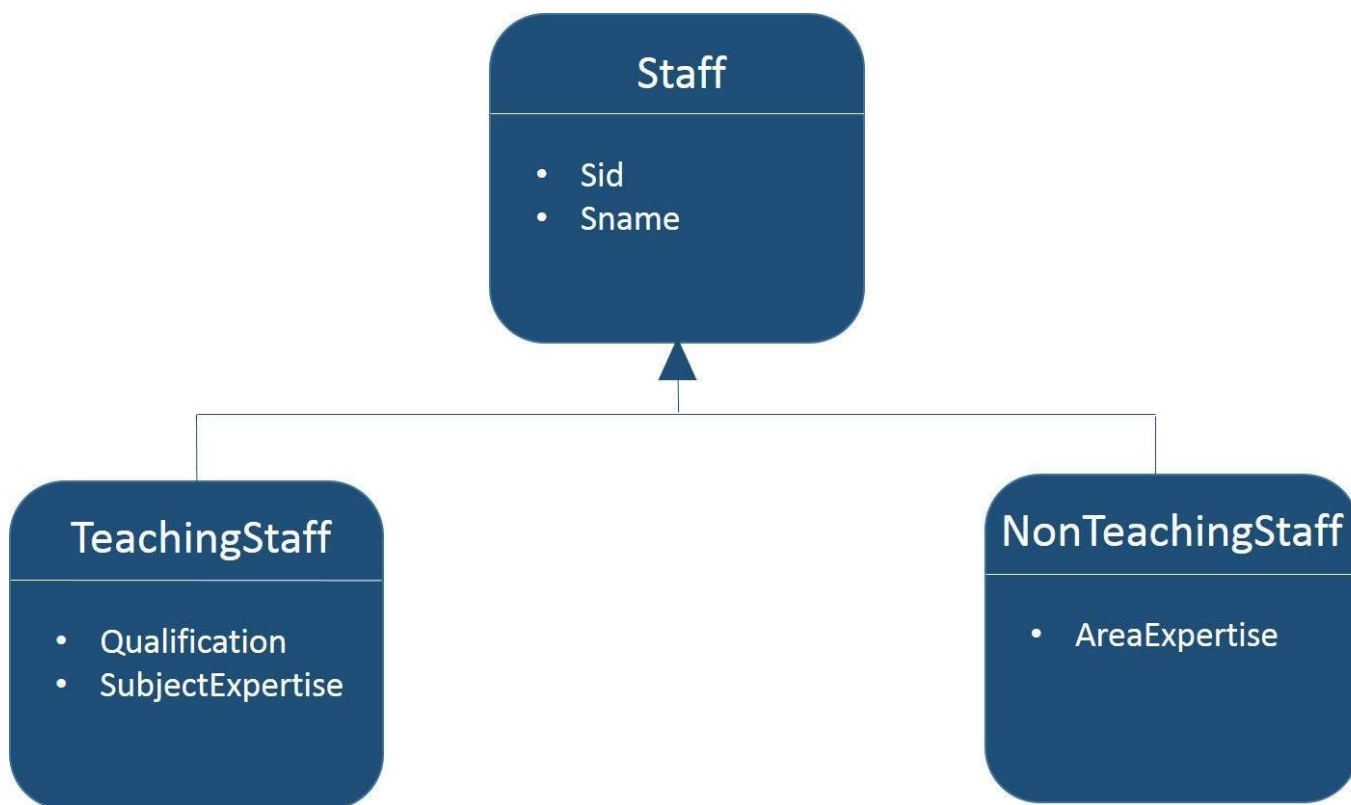 Staff
• Sid
• Sname
TeachingStaff
• Qualification
• SubjectExpertise
NonTeachingStaff
• AreaExpertise